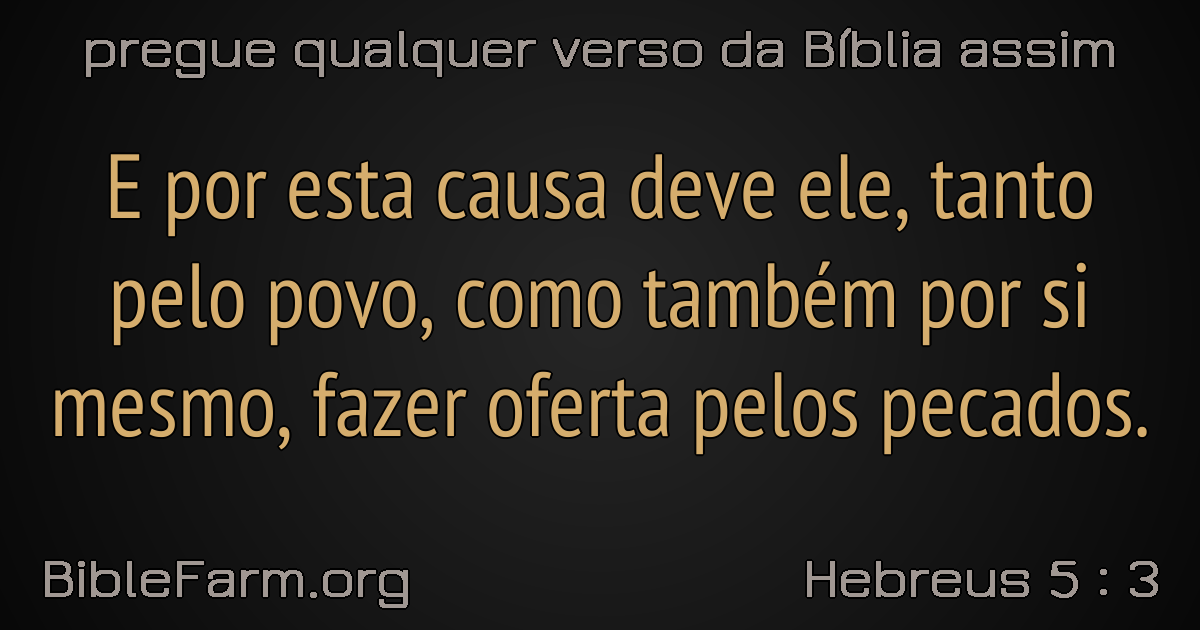 pregue qualquer verso da Bíblia assim
E por esta causa deve ele, tanto
pelo povo, como também por si
mesmo, fazer oferta pelos pecados.
BibleFarm.org
Hebreus 5 : 3